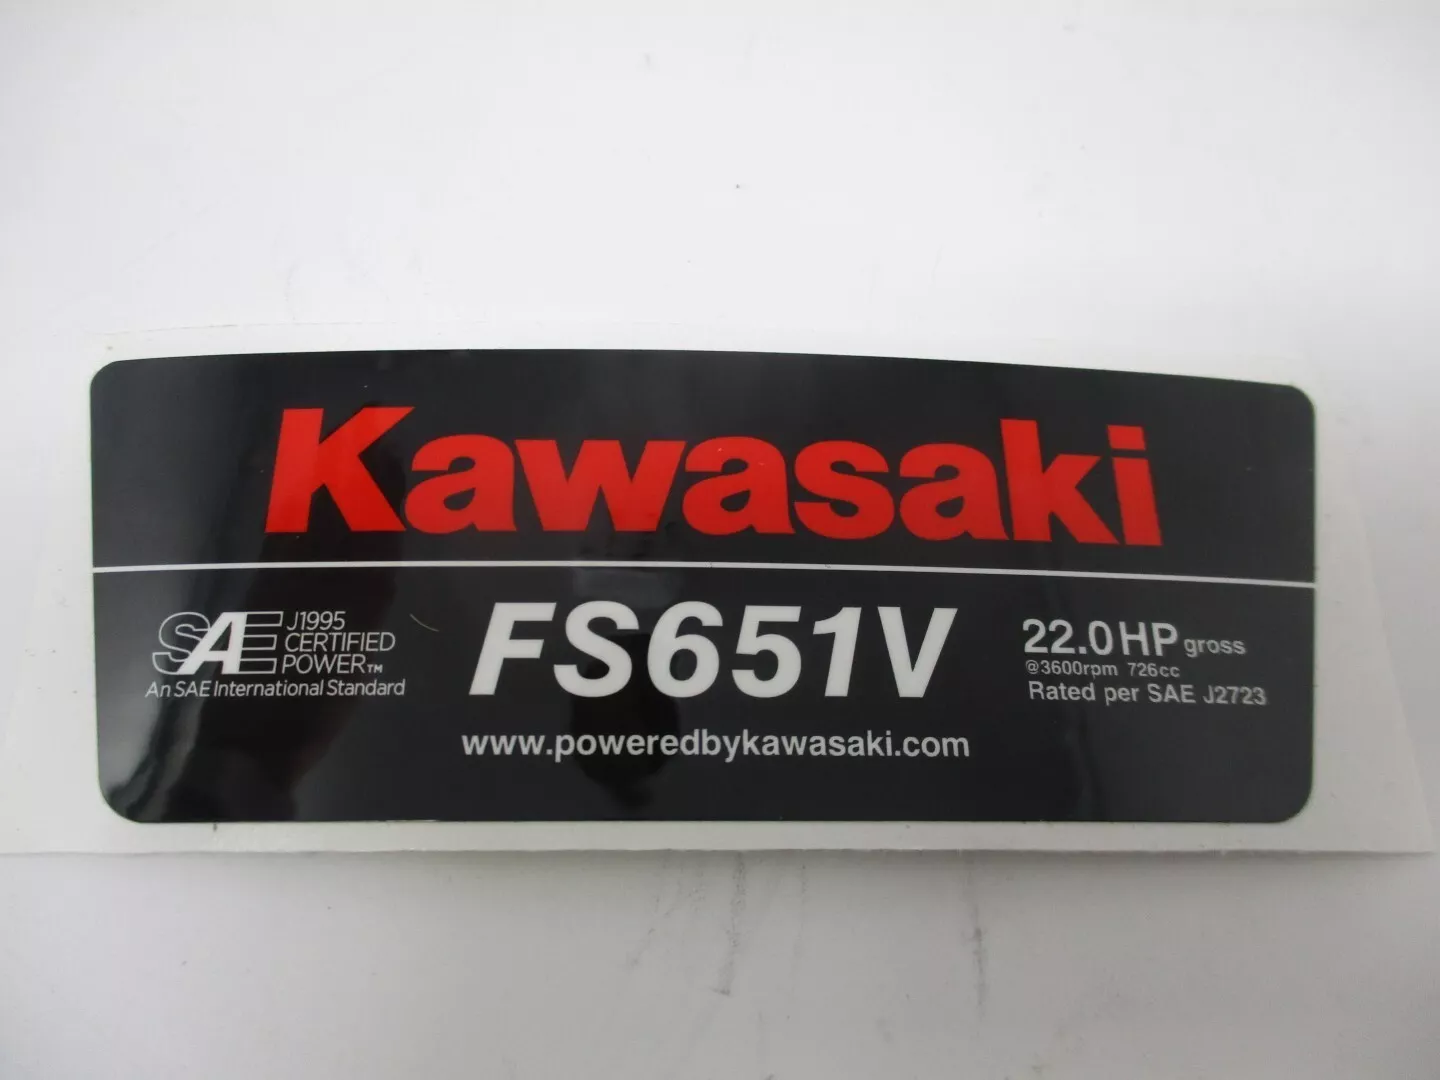 Kawasaki
SAE J1995
CERTIFIED
POWER™
An SAE International Standard
FS651V
22.0HP gross
@3600rpm 726cc
Rated per SAE J2723
www.poweredbykawasaki.com